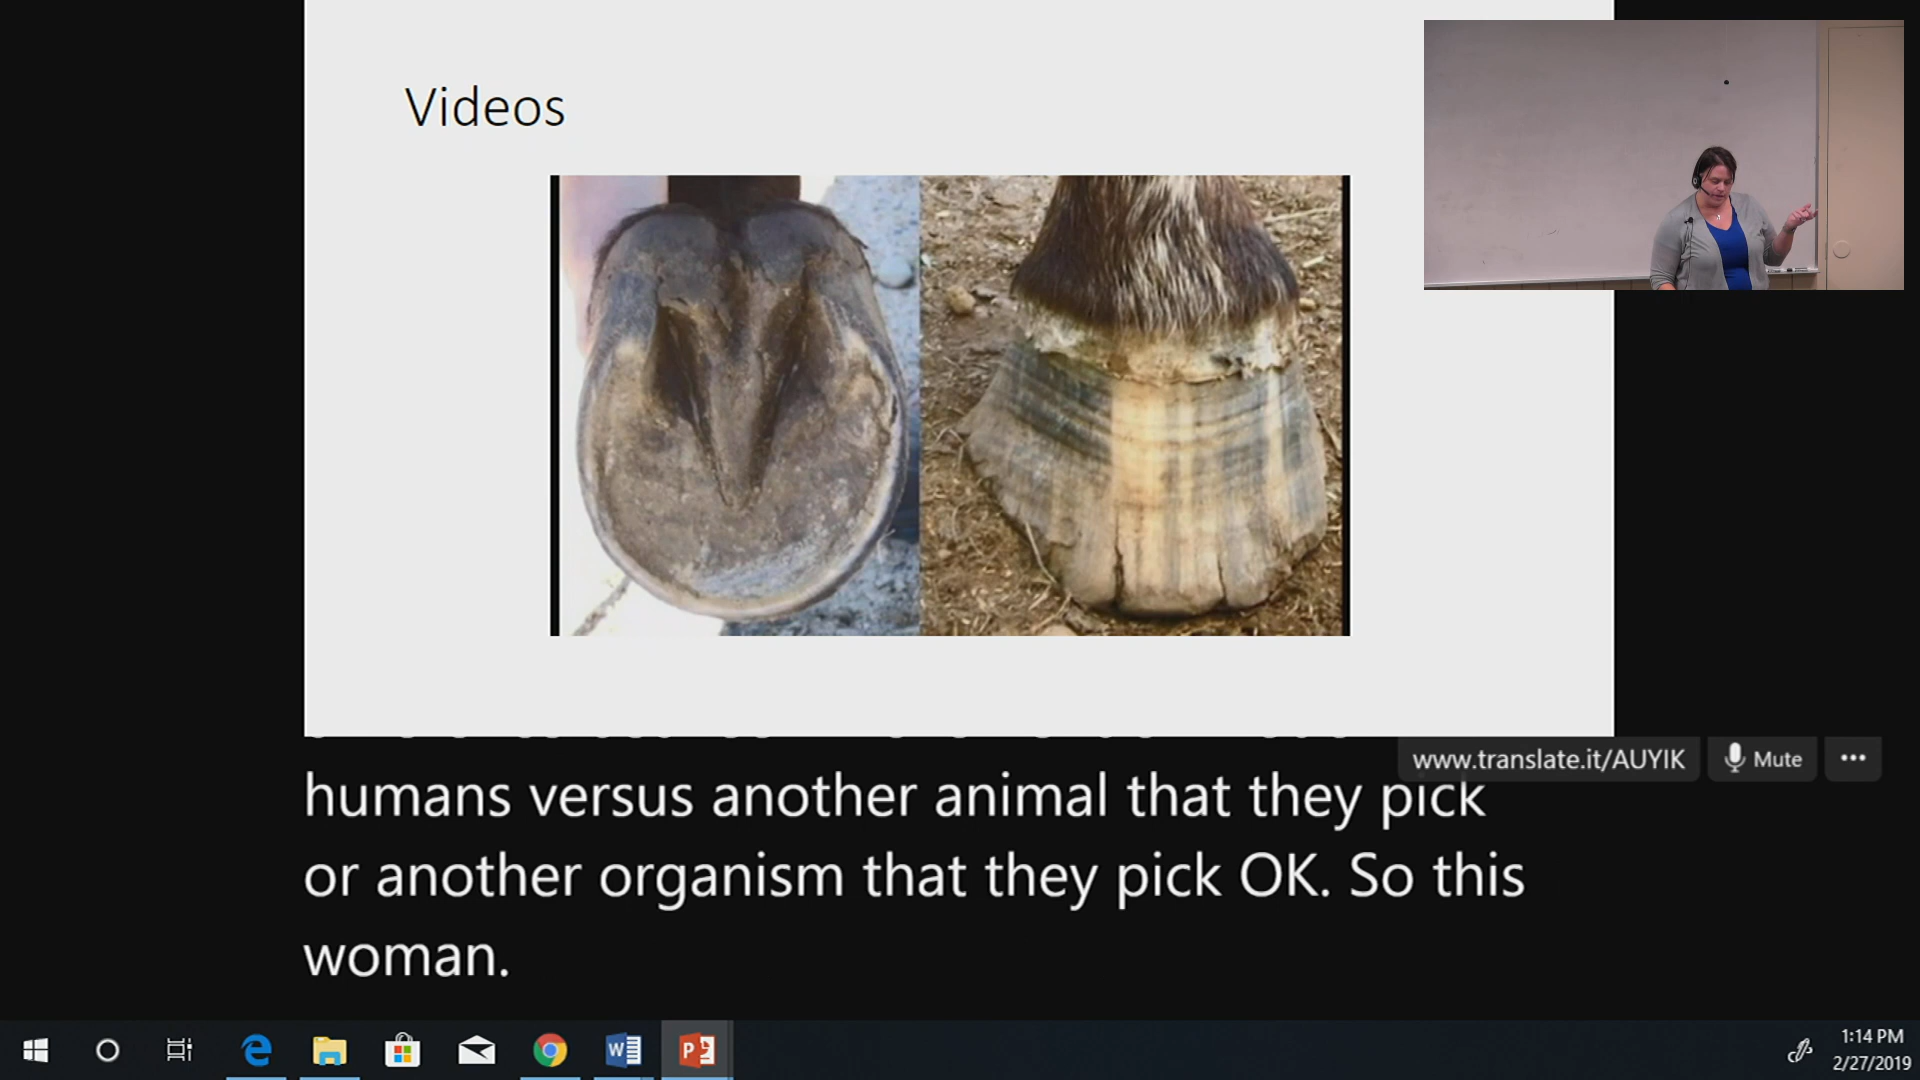 Videos
www.translate.it/AUYIK
Mute
humans versus another animal that they pick
or another organism that they pick OK. So this
woman.
1:14 PM
2/27/2019